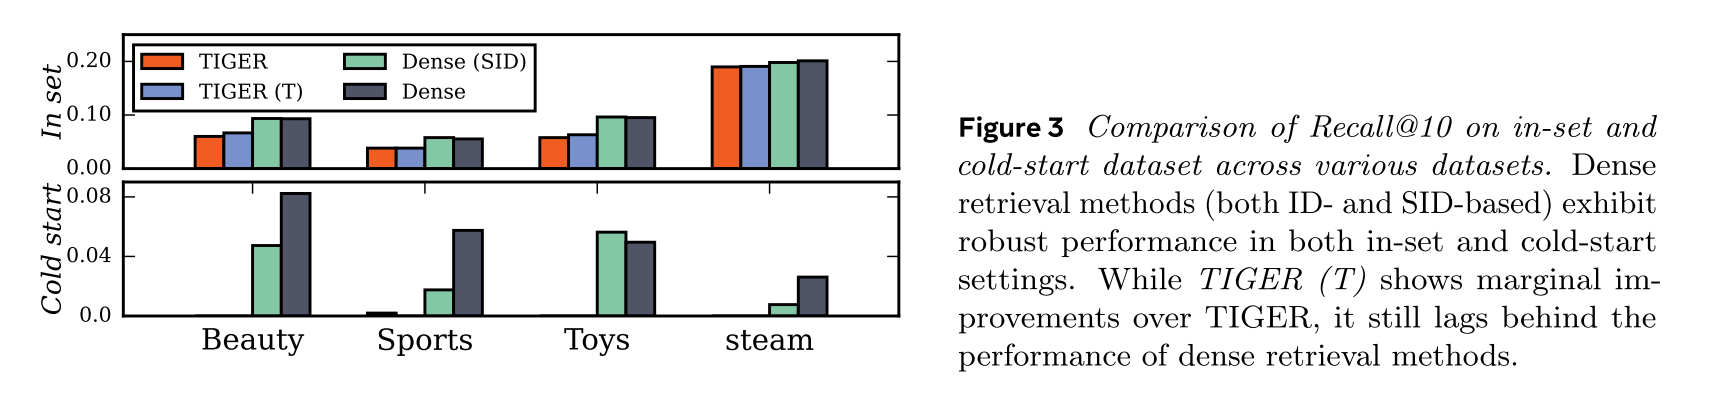 In set
0.20
0.10
0.00
TIGER
TIGER (T)
Dense (SID)
Dense
Cold start
0.08
0.04
0.0
Beauty Sports Toys steam
Figure 3 Comparison of Recall@10 on in-set and
cold-start dataset across various datasets. Dense
retrieval methods (both ID- and SID-based) exhibit
robust performance in both in-set and cold-start
settings. While TIGER (T) shows marginal im-
provements over TIGER, it still lags behind the
performance of dense retrieval methods.